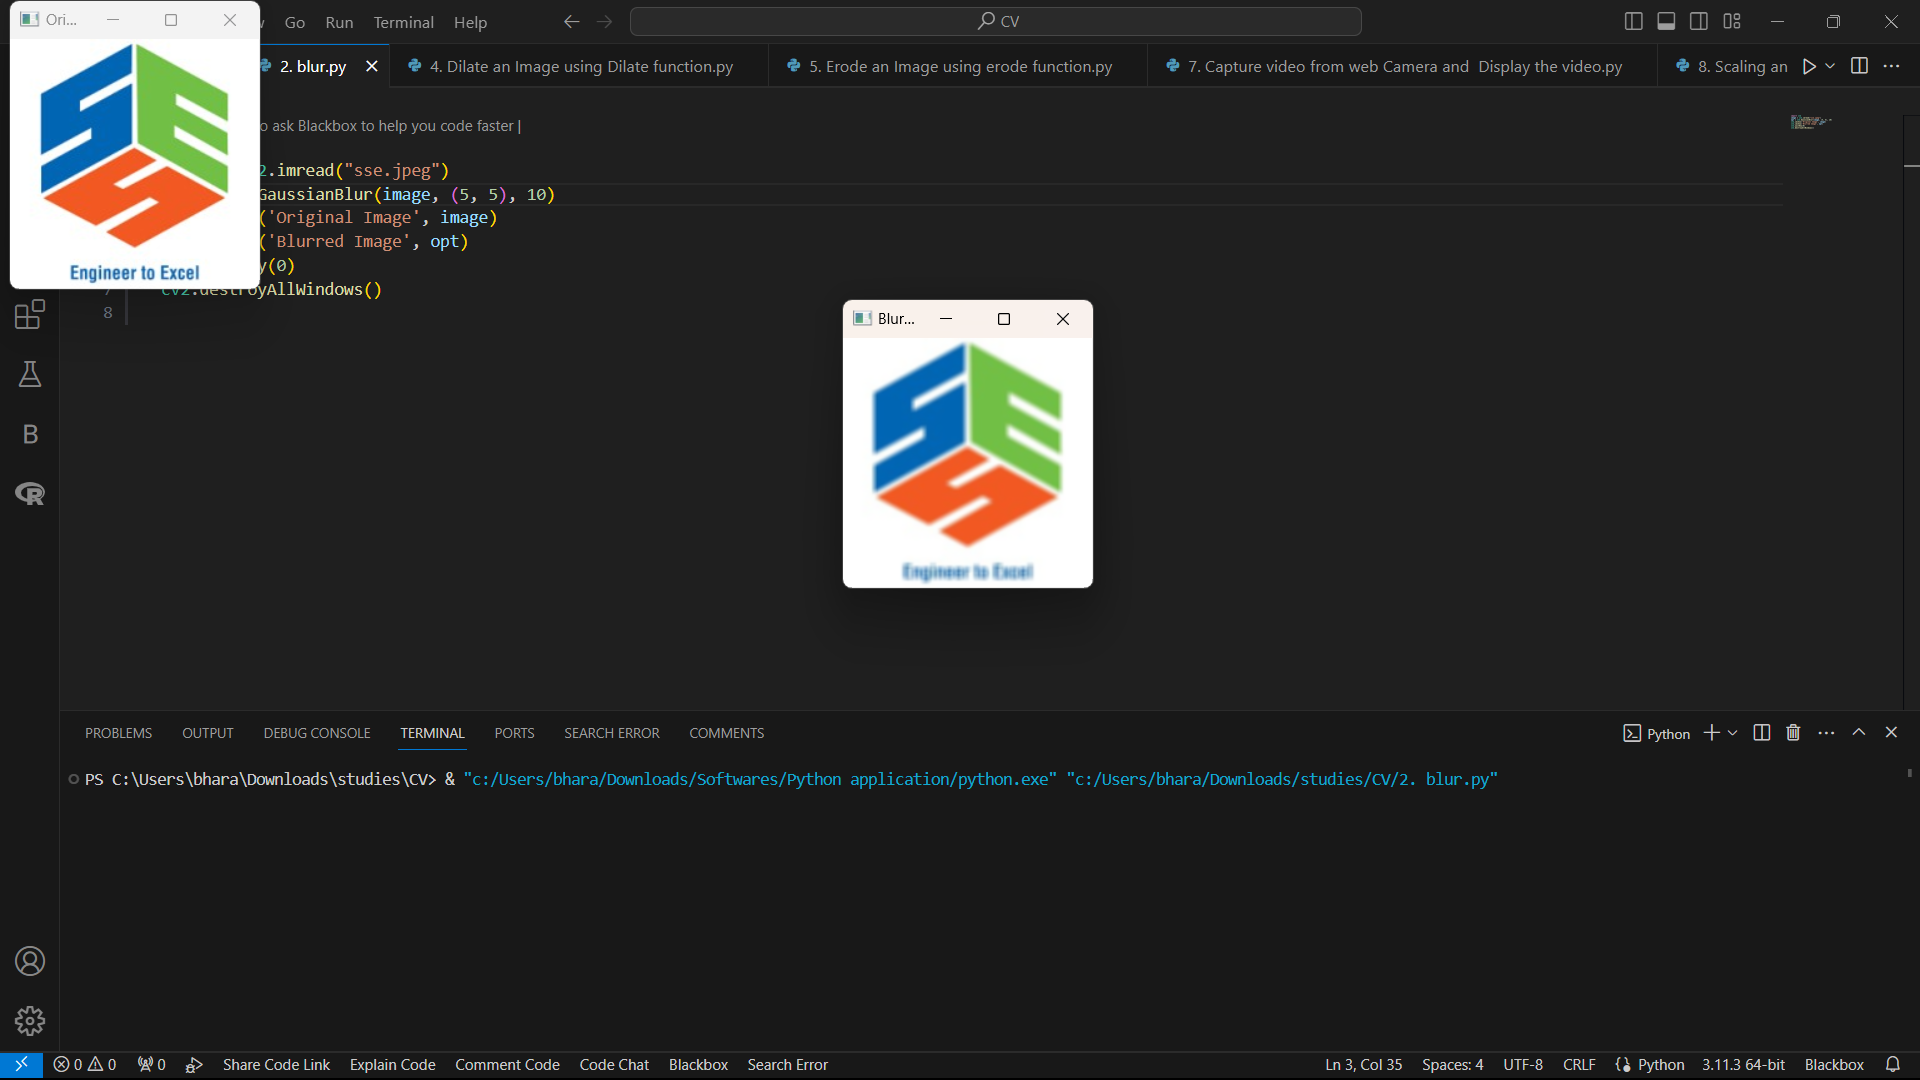 Ori...
Go Run Terminal Help
CV
2. blur.py
4. Dilate an Image using Dilate function.py
5. Erode an Image using erode function.py
7. Capture video from web Camera and Display the video.py
8. Scaling an
o ask Blackbox to help you code faster |
2.imread("sse.jpeg")
GaussianBlur(image, (5, 5), 10)
('Original Image', image)
('Blurred Image', opt)
y(0)
cv2.destroyAllWindows()
8
SES
Engineer to Excel
B
R
Blur...
SES
Engineer to Excel
PROBLEMS OUTPUT DEBUG CONSOLE TERMINAL PORTS SEARCH ERROR COMMENTS
Python
PS C:\Users\bhara\Downloads\studies\CV> & "c:/Users/bhara/Downloads/Softwares/Python application/python.exe" "c:/Users/bhara/Downloads/studies/CV/2. blur.py"
0 0 0 Share Code Link Explain Code Comment Code Code Chat Blackbox Search Error
Ln 3, Col 35 Spaces: 4 UTF-8 CRLF Python 3.11.3 64-bit Blackbox